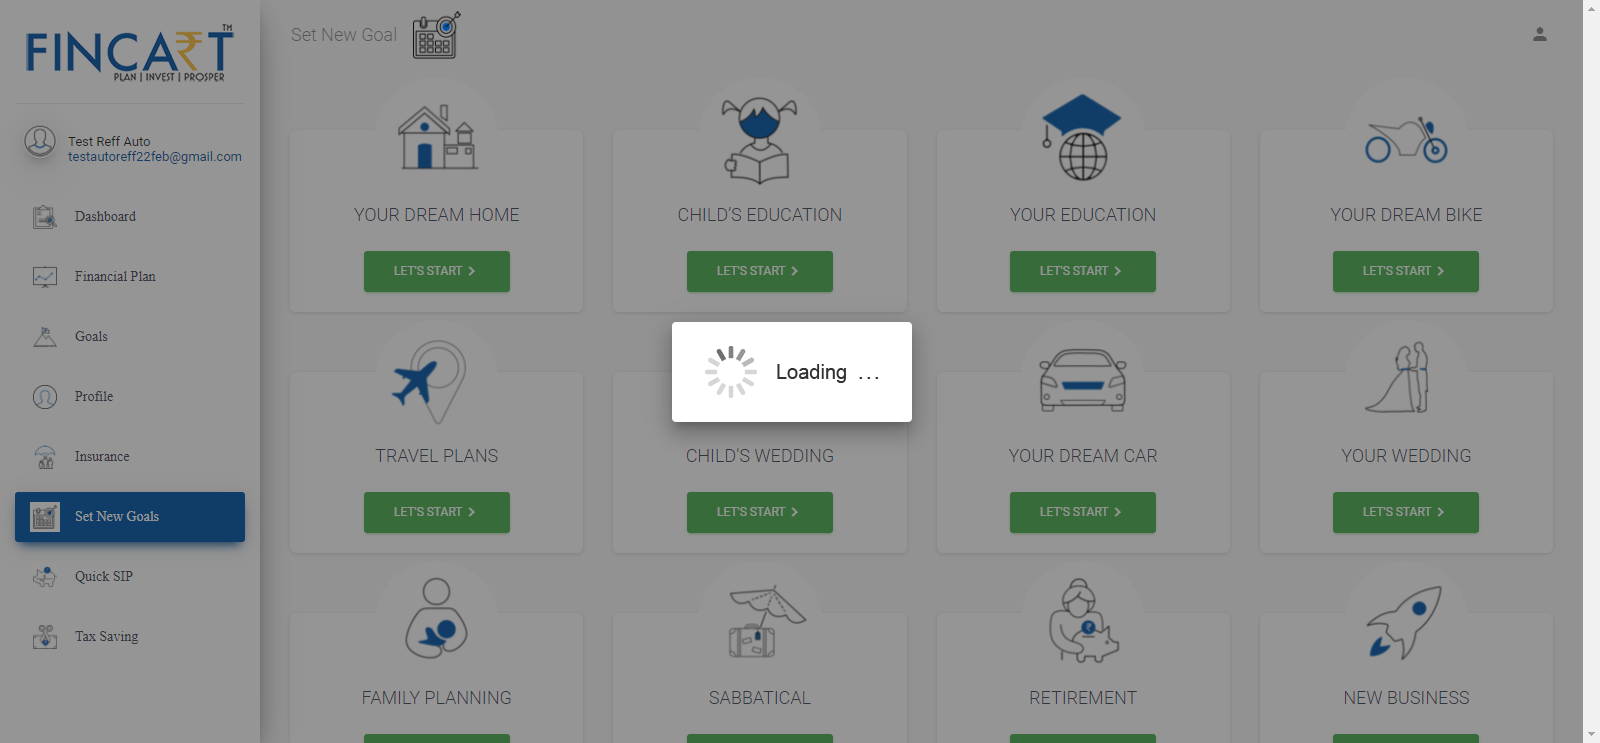 FINCART™
PLAN | INVEST | PROSPER
Test Reff Auto
testautoreff22feb@gmail.com
Dashboard
Financial Plan
Goals
Profile
Insurance
Set New Goals
Quick SIP
Tax Saving
Set New Goal
YOUR DREAM HOME
LET'S START
CHILD'S EDUCATION
LET'S START
YOUR EDUCATION
LET'S START
YOUR DREAM BIKE
LET'S START
Loading ...
TRAVEL PLANS
LET'S START
CHILD'S WEDDING
LET'S START
YOUR DREAM CAR
LET'S START
YOUR WEDDING
LET'S START
FAMILY PLANNING
SABBATICAL
₹
RETIREMENT
NEW BUSINESS